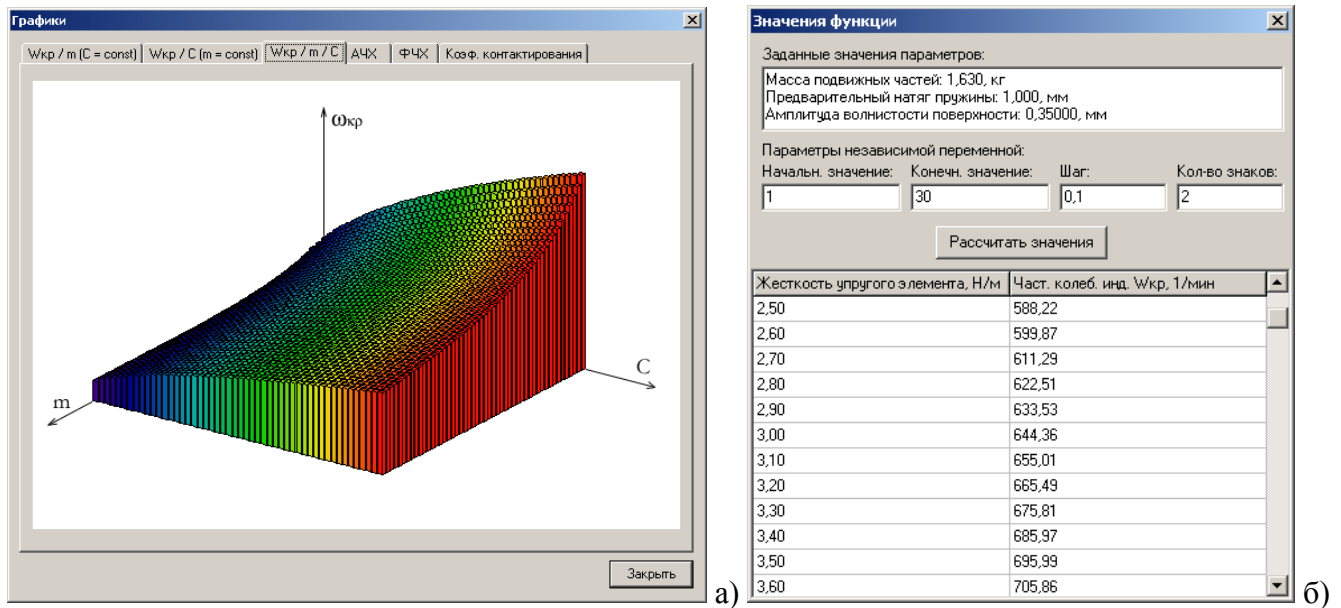 Графики
Wкр / m (C = const) Wкр / C (m = const) Wкр / m / C АЧХ ФЧХ Коэф. контактирования
ωкр
C
m
Закрыть
а)
Значения функции
Заданные значения параметров:
Масса подвижных частей: 1,630, кг
Предварительный натяг пружины: 1,000, мм
Амплитуда волнистости поверхности: 0,35000, мм
Параметры независимой переменной:
Начальн. значение: Конечн. значение: Шаг: Кол-во знаков:
1 30 0,1 2
Рассчитать значения
Жесткость упругого элемента, Н/м Част. колеб. инд. Wкр, 1/мин
2,50 588,22
2,60 599,87
2,70 611,29
2,80 622,51
2,90 633,53
3,00 644,36
3,10 655,01
3,20 665,49
3,30 675,81
3,40 685,97
3,50 695,99
3,60 705,86
б)